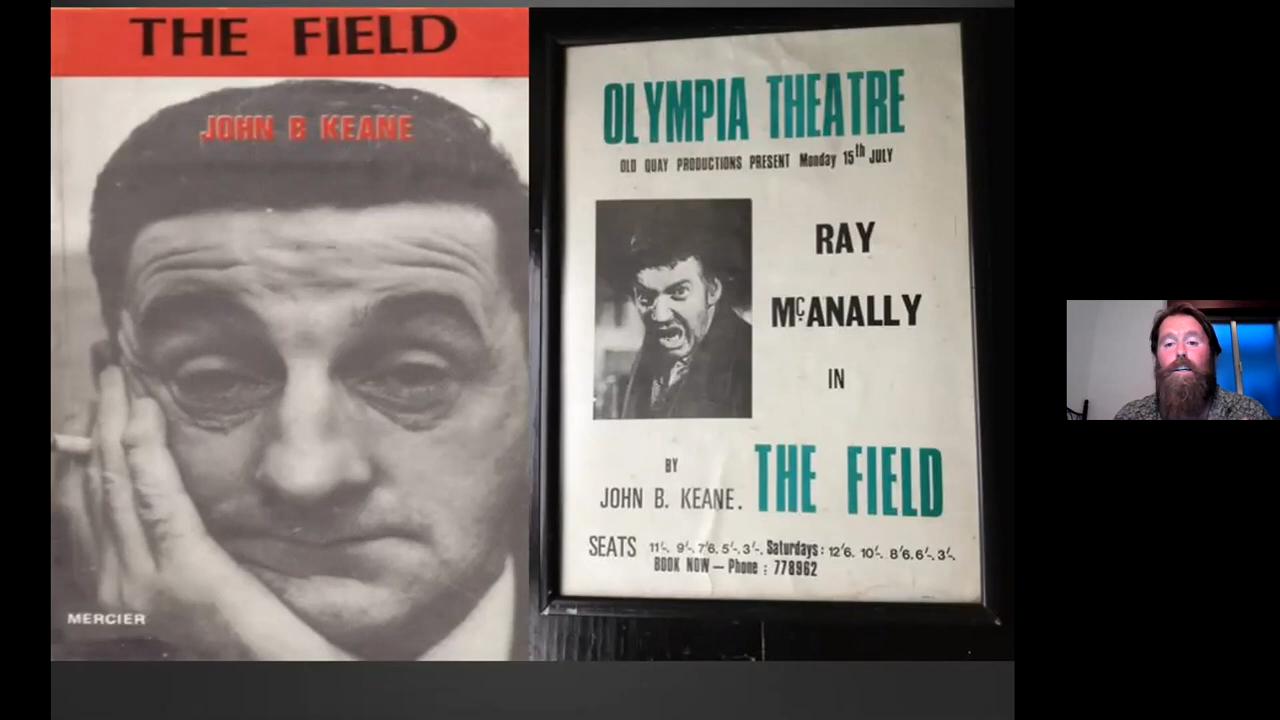 THE FIELD
JOHN B KEANE
MERCIER
OLYMPIA THEATRE
OLD QUAY PRODUCTIONS PRESENT Monday 15th JULY
RAY
McANALLY
IN
BY
JOHN B. KEANE.
THE FIELD
SEATS 11'-. 9'-. 7'6. 5'-. 3'-. Saturdays: 12'6. 10'-. 8'6. 6'-. 3'-.
BOOK NOW — Phone : 778962